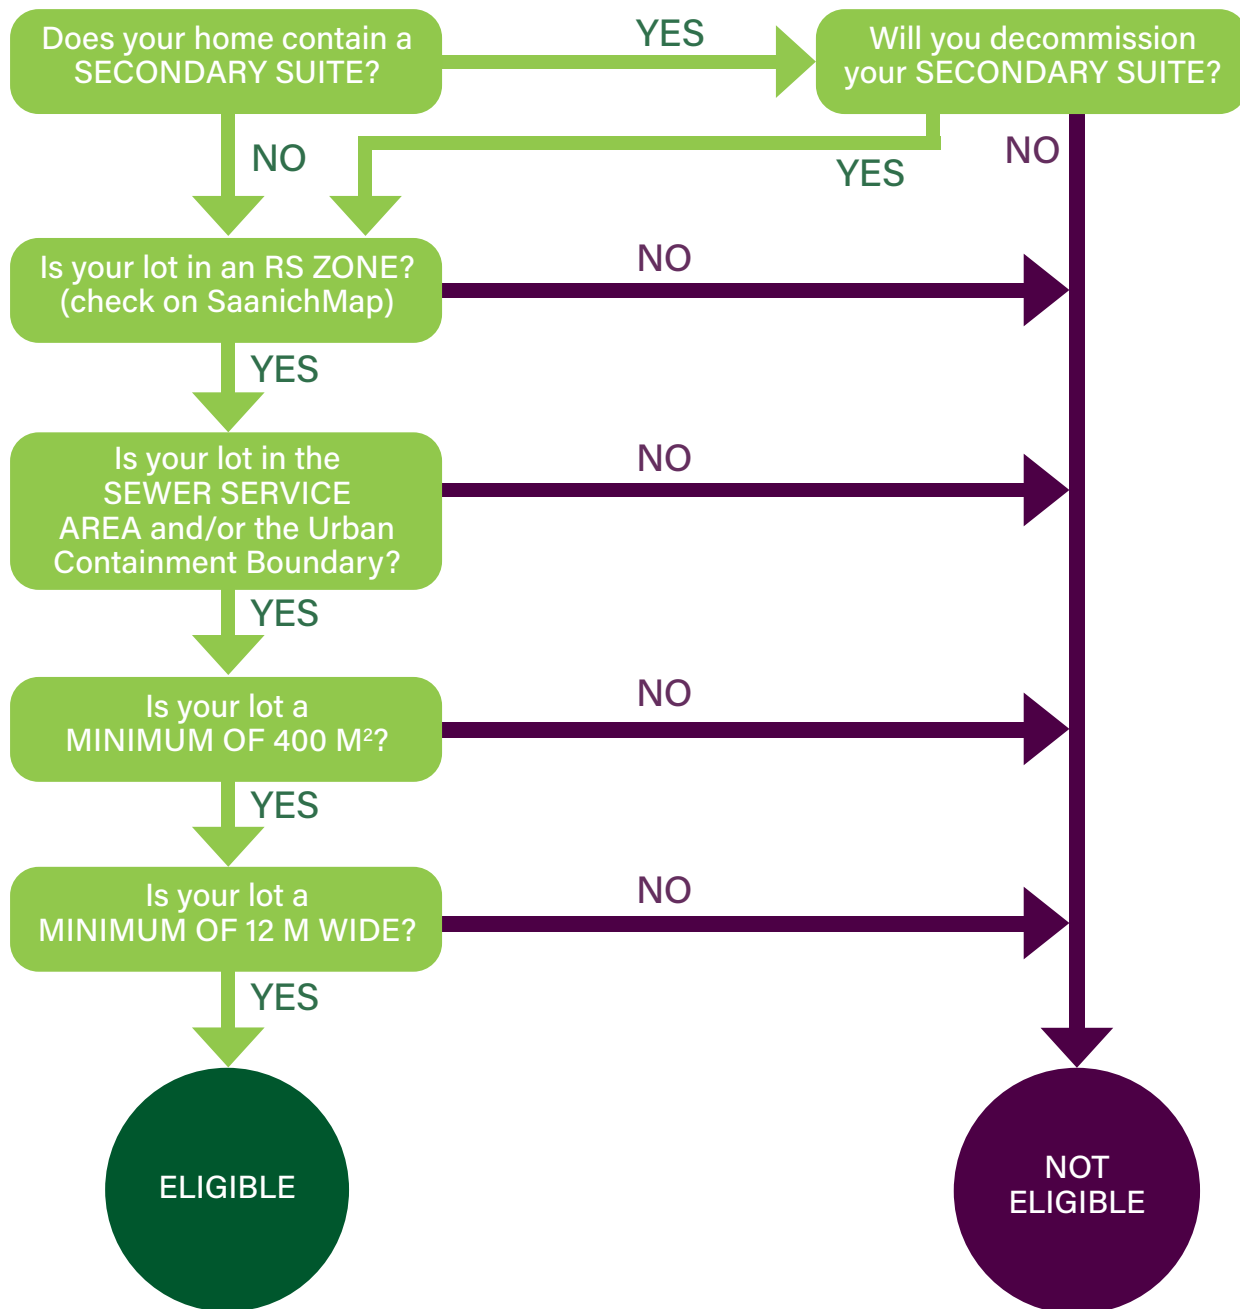 Does your home contain a
SECONDARY SUITE?
YES
Will you decommission
your SECONDARY SUITE?
NO
YES
NO
Is your lot in an RS ZONE?
(check on SaanichMap)
NO
YES
Is your lot in the
SEWER SERVICE
AREA and/or the Urban
Containment Boundary?
NO
YES
Is your lot a
MINIMUM OF 400 M²?
NO
YES
Is your lot a
MINIMUM OF 12 M WIDE?
NO
YES
ELIGIBLE
NOT
ELIGIBLE